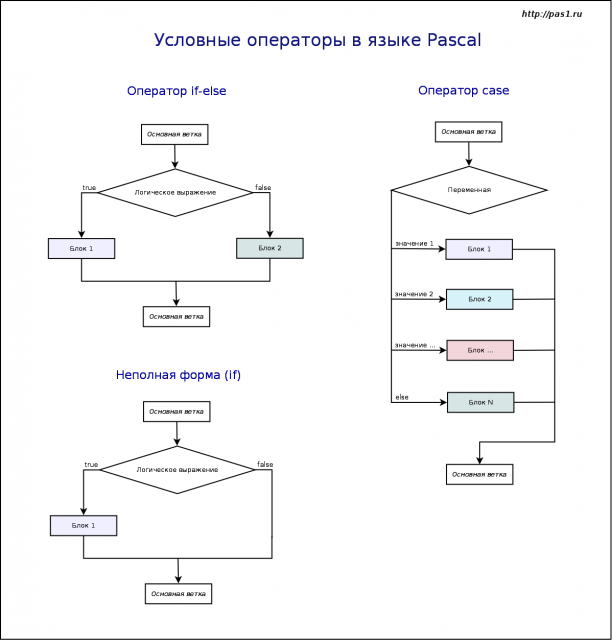 http://pas1.ru
Условные операторы в языке Pascal
Оператор if-else
Основная ветка
Логическое выражение
true
false
Блок 1
Блок 2
Основная ветка
Неполная форма (if)
Основная ветка
Логическое выражение
true
false
Блок 1
Основная ветка
Оператор case
Основная ветка
Переменная
значение 1
Блок 1
значение 2
Блок 2
значение ...
Блок ...
else
Блок N
Основная ветка